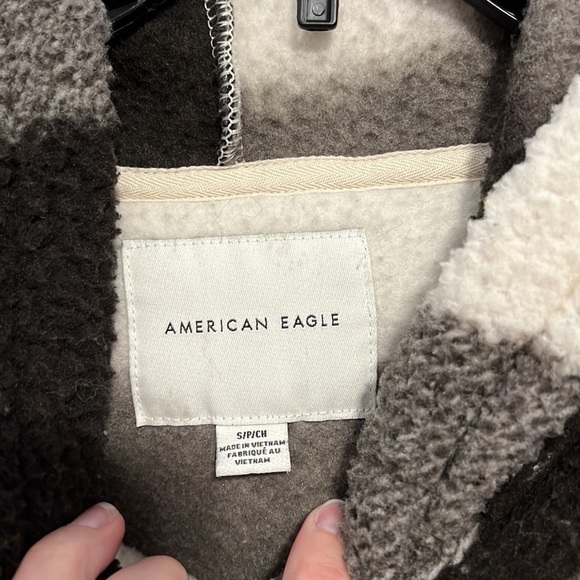 AMERICAN EAGLE
S/P/CH
MADE IN VIETNAM
FABRIQUÉ AU
VIETNAM